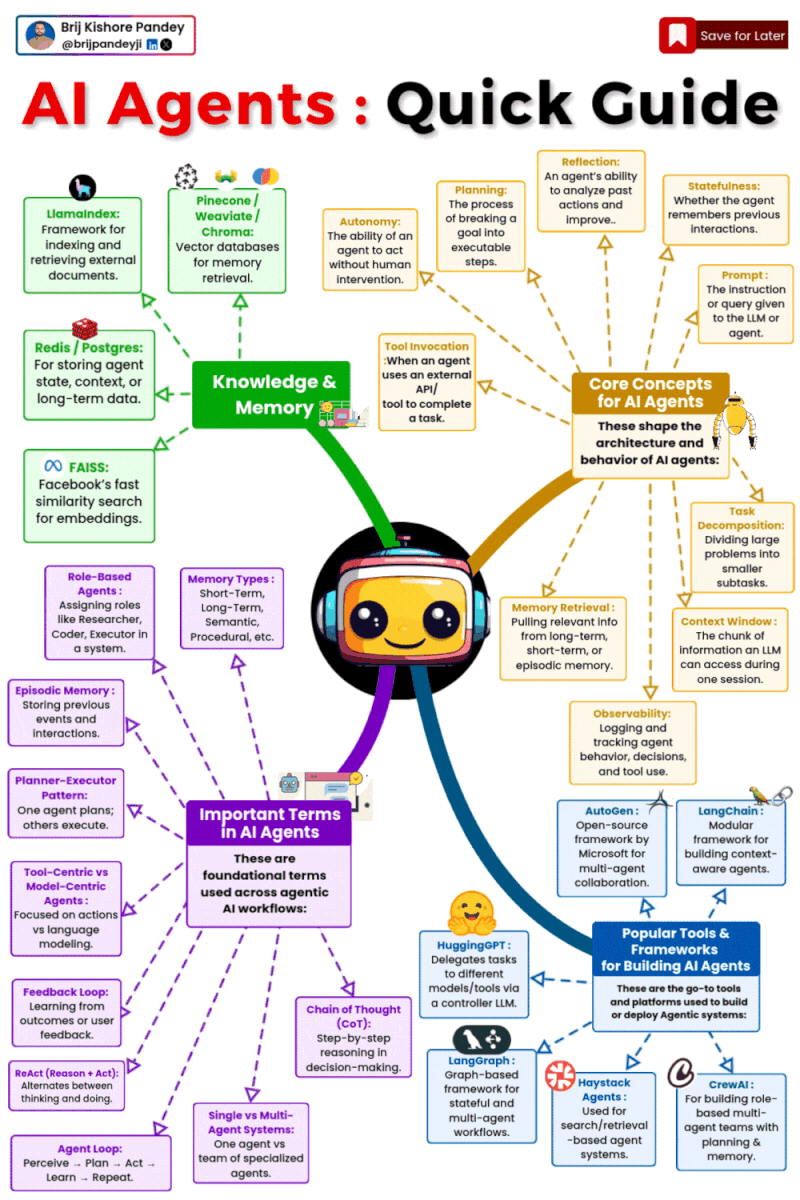 Brij Kishore Pandey
@brijpandeyji in X
Save for Later
AI Agents : Quick Guide
LlamaIndex:
Framework for
indexing and
retrieving external
documents.
Pinecone /
Weaviate /
Chroma:
Vector databases
for memory
retrieval.
Redis / Postgres:
For storing agent
state, context, or
long-term data.
FAISS:
Facebook's fast
similarity search
for embeddings.
Knowledge &
Memory
Autonomy:
The ability of an
agent to act
without human
intervention.
Planning:
The process
of breaking a
goal into
executable
steps.
Reflection:
An agent's ability
to analyze past
actions and
improve..
Statefulness:
Whether the agent
remembers previous
interactions.
Prompt :
The instruction
or query given
to the LLM or
agent.
Tool Invocation
:When an agent
uses an external
API/
tool to complete
a task.
Core Concepts
for AI Agents
These shape the
architecture and
behavior of AI agents:
Task
Decomposition:
Dividing large
problems into
smaller
subtasks.
Memory Retrieval :
Pulling relevant info
from long-term,
short-term, or
episodic memory.
Context Window :
The chunk of
information an LLM
can access during
one session.
Observability:
Logging and
tracking agent
behavior, decisions,
and tool use.
Role-Based
Agents :
Assigning roles
like Researcher,
Coder, Executor in
a system.
Memory Types :
Short-Term,
Long-Term,
Semantic,
Procedural, etc.
Episodic Memory :
Storing previous
events and
interactions.
Planner-Executor
Pattern:
One agent plans;
others execute.
Tool-Centric vs
Model-Centric
Agents :
Focused on actions
vs language
modeling.
Feedback Loop:
Learning from
outcomes or user
feedback.
ReAct (Reason + Act):
Alternates between
thinking and doing.
Agent Loop:
Perceive → Plan → Act →
Learn → Repeat.
Single vs Multi-
Agent Systems:
One agent vs
team of specialized
agents.
Chain of Thought
(CoT):
Step-by-step
reasoning in
decision-making.
Important Terms
in AI Agents
These are
foundational terms
used across agentic
AI workflows:
AutoGen :
Open-source
framework by
Microsoft for
multi-agent
collaboration.
LangChain :
Modular
framework for
building context-
aware agents.
HuggingGPT :
Delegates tasks
to different
models/tools via
a controller LLM.
Popular Tools &
Frameworks
for Building AI Agents
These are the go-to tools
and platforms used to build
or deploy Agentic systems:
LangGraph :
Graph-based
framework for
stateful and
multi-agent
workflows.
Haystack
Agents :
Used for
search/retrieval
-based agent
systems.
CrewAI :
For building role-
based multi-
agent teams with
planning &
memory.